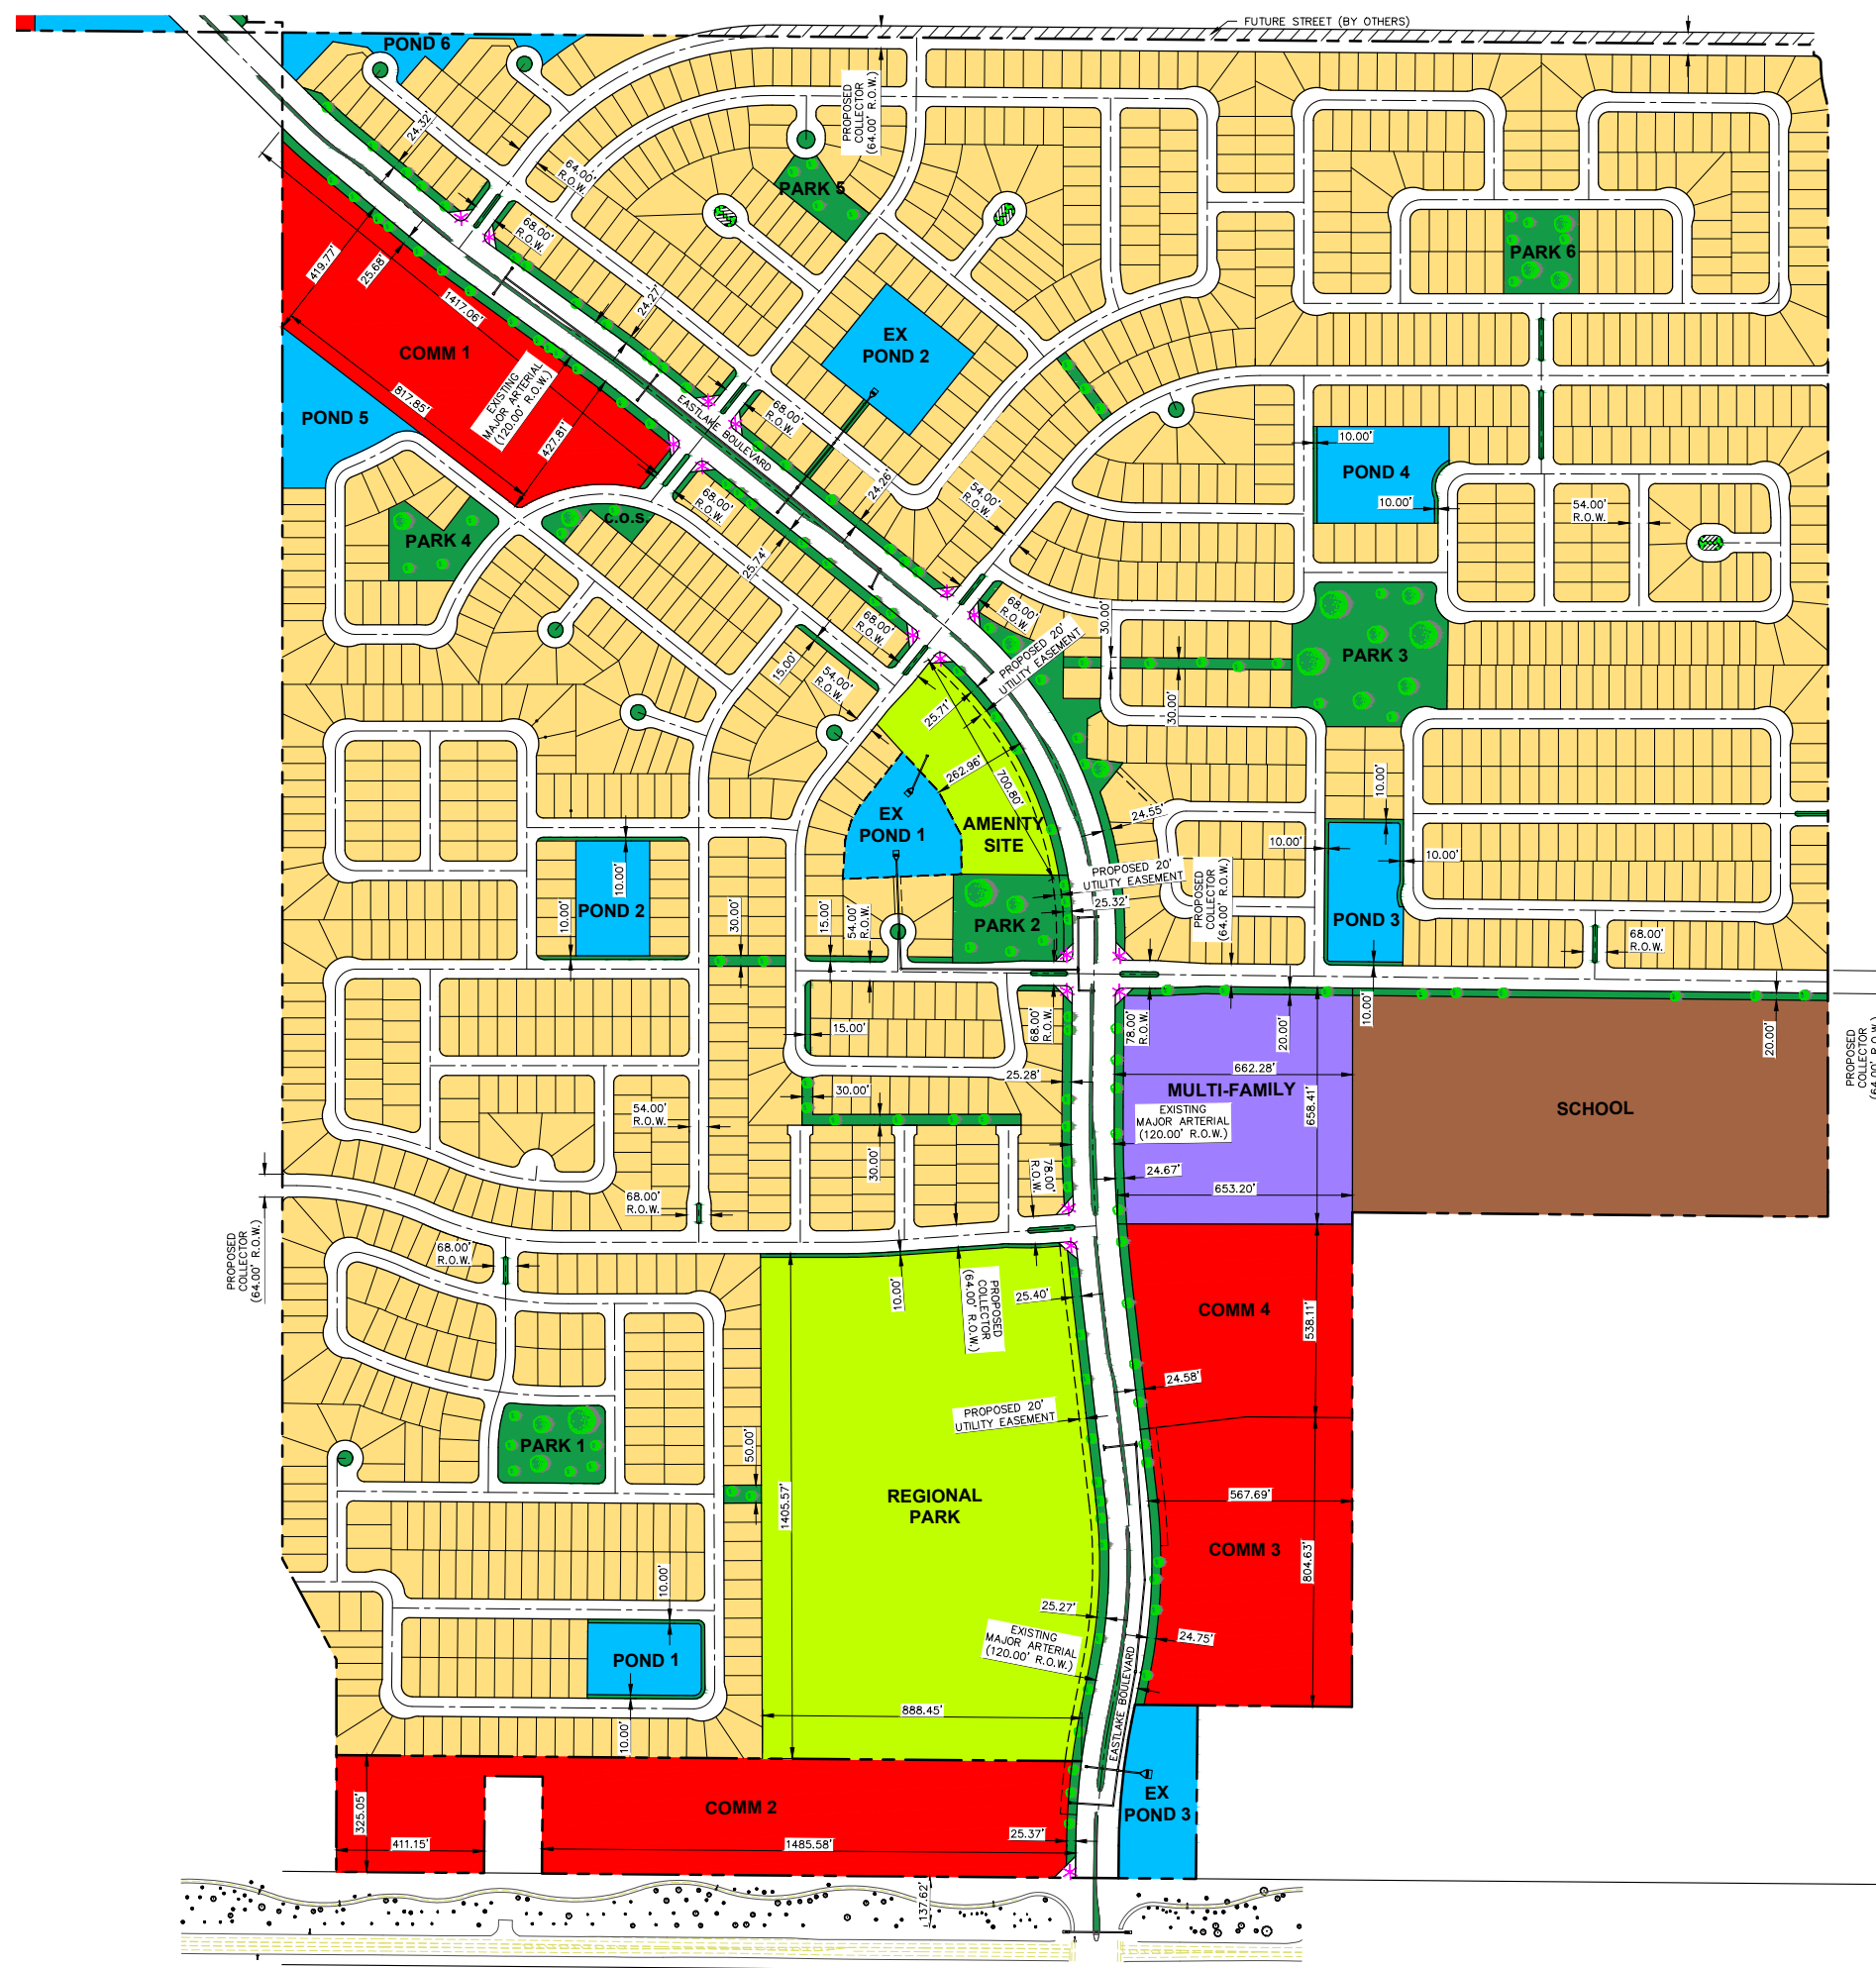 FUTURE STREET (BY OTHERS)
POND 6
24.32'
64.00'
R.O.W.
PROPOSED
COLLECTOR
(64.00' R.O.W.)
PARK 5
PARK 6
68.00'
R.O.W.
419.77'
25.68'
1417.06'
24.27'
COMM 1
EX
POND 2
EXISTING
MAJOR ARTERIAL
(120.00' R.O.W.)
817.85'
427.81'
POND 5
EASTLAKE BOULEVARD
68.00'
R.O.W.
10.00'
POND 4
10.00'
24.26'
54.00'
R.O.W.
54.00'
R.O.W.
68.00'
R.O.W.
C.O.S.
PARK 4
25.74'
68.00'
R.O.W.
68.00'
R.O.W.
30.00'
PROPOSED 20'
UTILITY EASEMENT
PARK 3
15.00'
54.00'
R.O.W.
25.71'
30.00'
262.96'
700.80'
EX
POND 1
AMENITY
SITE
24.55'
10.00'
10.00'
10.00'
POND 3
PROPOSED 20'
UTILITY EASEMENT
25.32'
PROPOSED
COLLECTOR
(64.00' R.O.W.)
10.00'
POND 2
10.00'
30.00'
15.00'
54.00'
R.O.W.
PARK 2
68.00'
R.O.W.
68.00'
R.O.W.
78.00'
R.O.W.
20.00'
10.00'
20.00'
PROPOSED
COLLECTOR
(64.00' R.O.W.)
15.00'
25.28'
30.00'
662.28'
MULTI-FAMILY
658.41'
SCHOOL
EXISTING
MAJOR ARTERIAL
(120.00' R.O.W.)
54.00'
R.O.W.
30.00'
78.00'
R.O.W.
24.67'
653.20'
68.00'
R.O.W.
PROPOSED
COLLECTOR
(64.00' R.O.W.)
68.00'
R.O.W.
10.00'
PROPOSED
COLLECTOR
(64.00' R.O.W.)
25.40'
COMM 4
538.11'
24.58'
PROPOSED 20'
UTILITY EASEMENT
PARK 1
50.00'
1405.57'
REGIONAL
PARK
567.69'
COMM 3
804.63'
10.00'
25.27'
EXISTING
MAJOR ARTERIAL
(120.00' R.O.W.)
24.75'
POND 1
EASTLAKE BOULEVARD
10.00'
888.45'
325.05'
COMM 2
EX
POND 3
411.15'
1485.58'
25.37'
137.62'